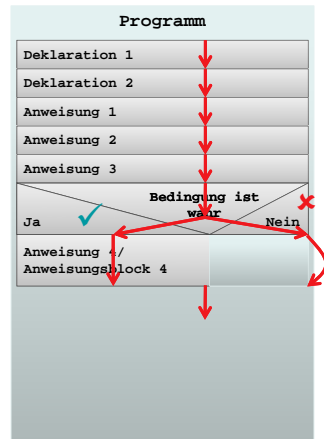 Programm
Deklaration 1
Deklaration 2
Anweisung 1
Anweisung 2
Anweisung 3
Bedingung ist
wahr
Ja
Nein
Anweisung 4/
Anweisungsblock 4